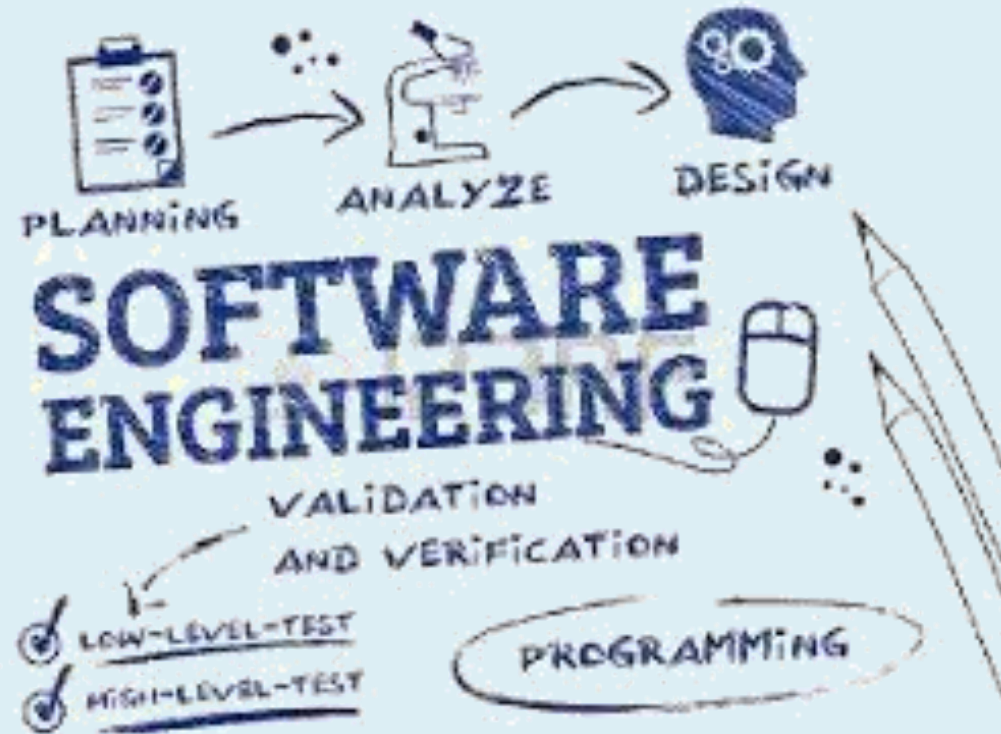 PLANNING
ANALYZE
DESIGN
SOFTWARE
ENGINEERING
VALIDATION
AND VERIFICATION
LOW-LEVEL-TEST
HIGH-LEVEL-TEST
PROGRAMMING